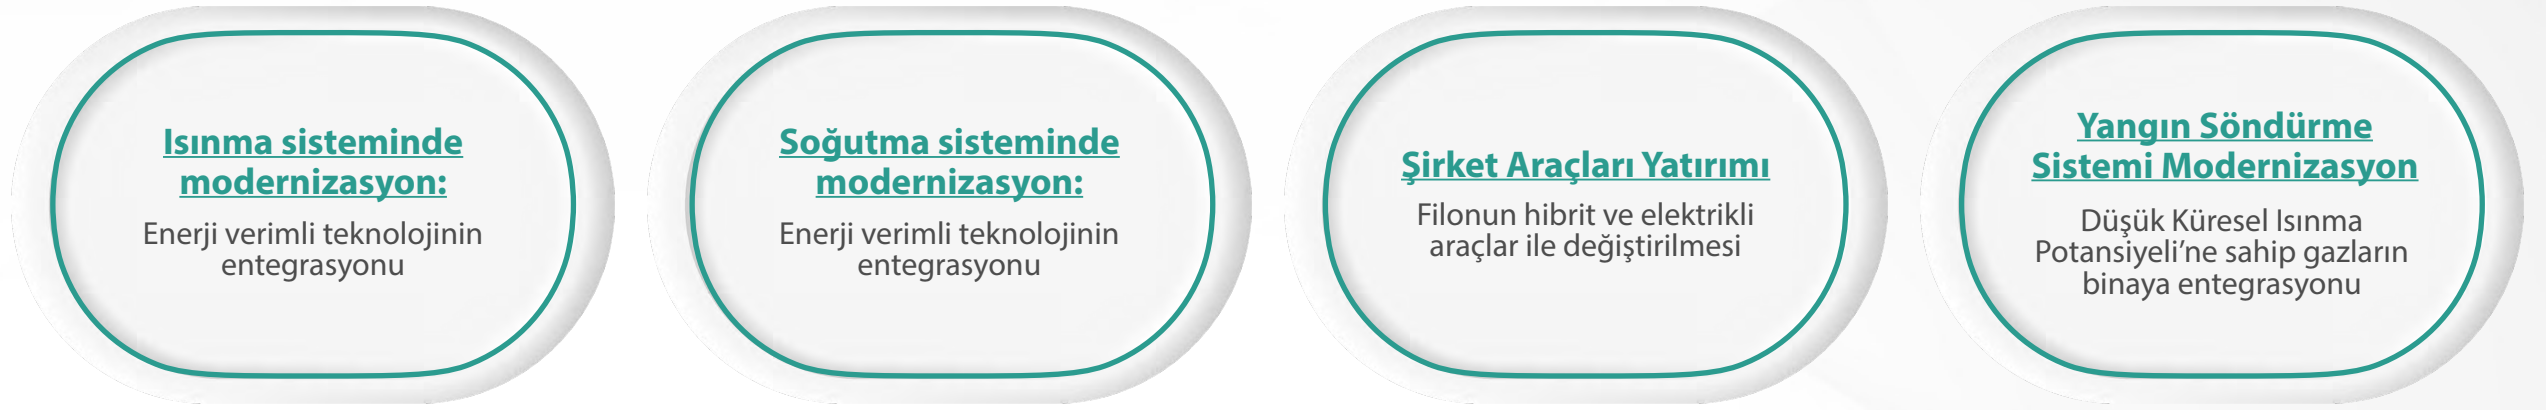 Isınma sisteminde
modernizasyon:
Enerji verimli teknolojinin
entegrasyonu
Soğutma sisteminde
modernizasyon:
Enerji verimli teknolojinin
entegrasyonu
Şirket Araçları Yatırımı
Filonun hibrit ve elektrikli
araçlar ile değiştirilmesi
Yangın Söndürme
Sistemi Modernizasyon
Düşük Küresel Isınma
Potansiyeli’ne sahip gazların
binaya entegrasyonu